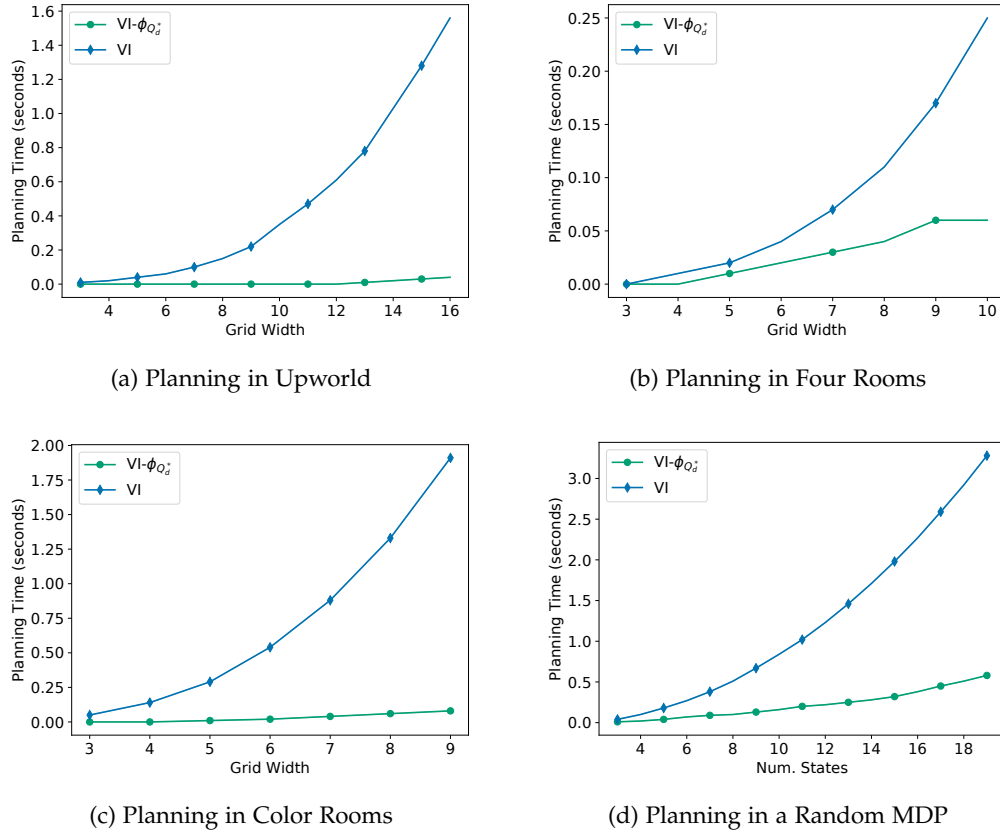 VI-ϕ_{Q_d^*}
VI
1.6
1.4
1.2
1.0
0.8
0.6
0.4
0.2
0.0
Planning Time (seconds)
4 6 8 10 12 14 16
Grid Width
(a) Planning in Upworld
VI-ϕ_{Q_d^*}
VI
0.25
0.20
0.15
0.10
0.05
0.00
Planning Time (seconds)
3 4 5 6 7 8 9 10
Grid Width
(b) Planning in Four Rooms
VI-ϕ_{Q_d^*}
VI
2.00
1.75
1.50
1.25
1.00
0.75
0.50
0.25
0.00
Planning Time (seconds)
3 4 5 6 7 8 9
Grid Width
(c) Planning in Color Rooms
VI-ϕ_{Q_d^*}
VI
3.0
2.5
2.0
1.5
1.0
0.5
0.0
Planning Time (seconds)
4 6 8 10 12 14 16 18
Num. States
(d) Planning in a Random MDP